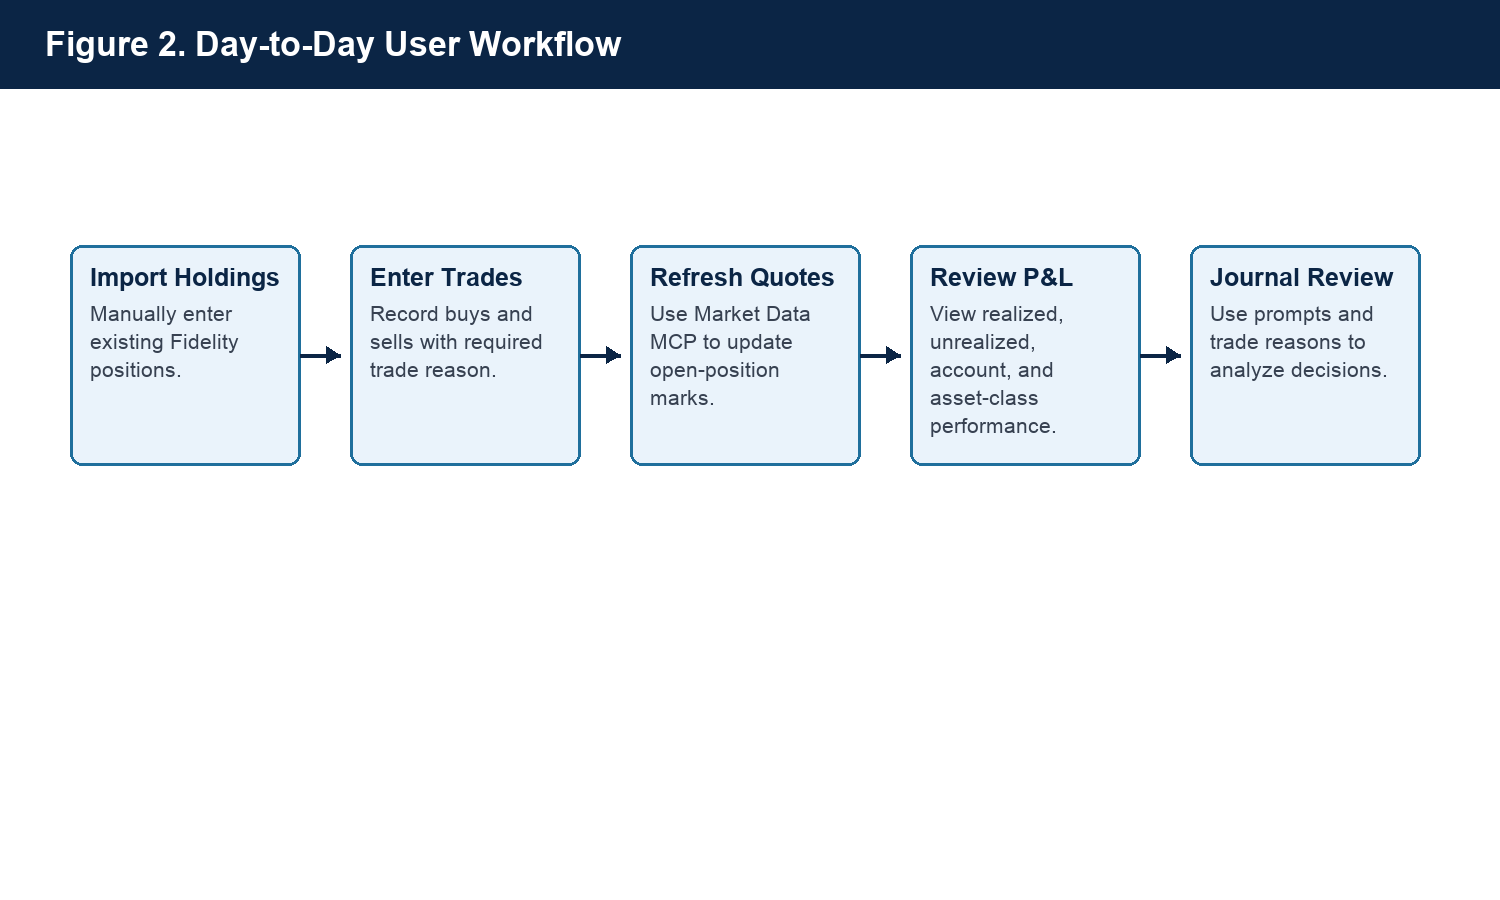 Figure 2. Day-to-Day User Workflow
Import Holdings
Manually enter
existing Fidelity
positions.
Enter Trades
Record buys and
sells with required
trade reason.
Refresh Quotes
Use Market Data
MCP to update
open-position
marks.
Review P&L
View realized,
unrealized,
account, and
asset-class
performance.
Journal Review
Use prompts and
trade reasons to
analyze decisions.